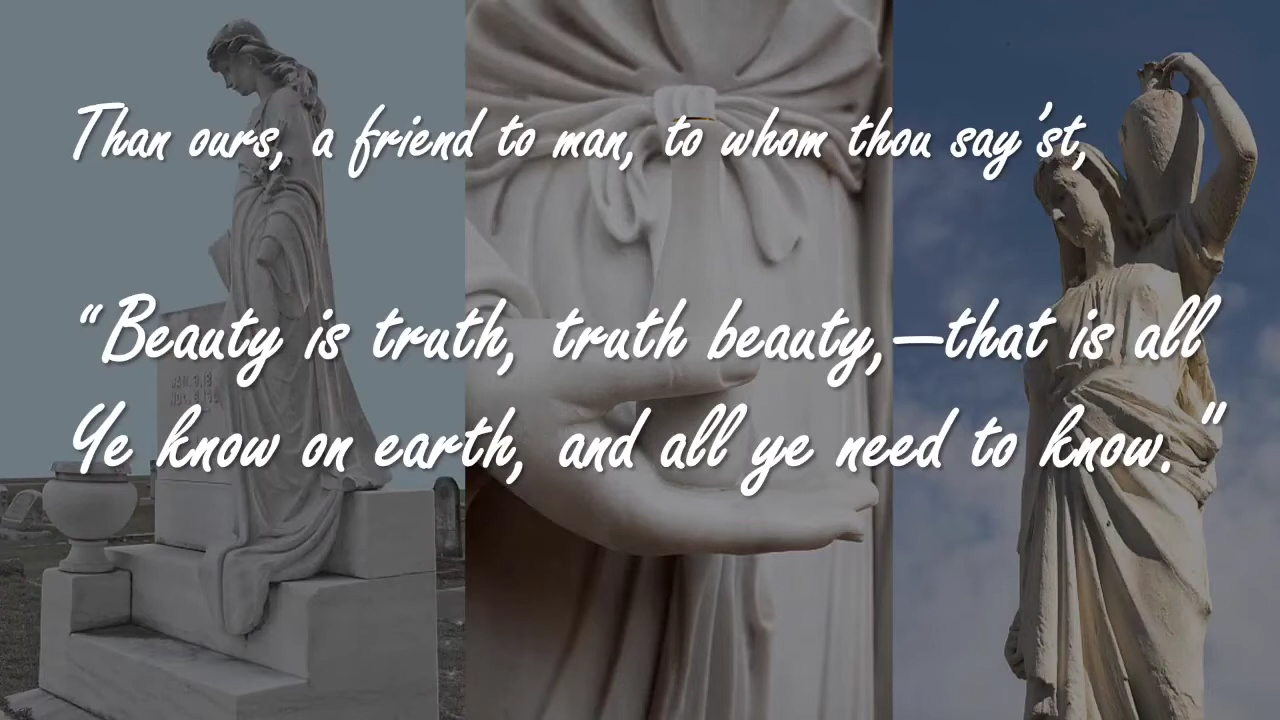 Than ours, a friend to man, to whom thou say’st,
“Beauty is truth, truth beauty,—that is all
Ye know on earth, and all ye need to know.”